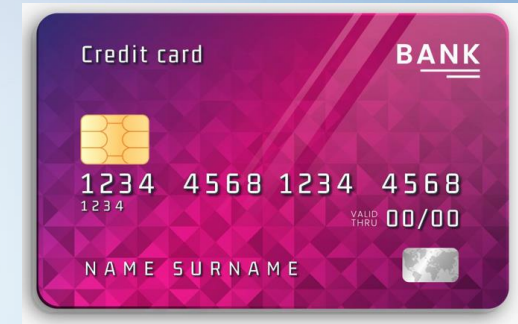 Credit card
BANK
1234 4568 1234 4568
1234
VALID THRU 00/00
NAME SURNAME